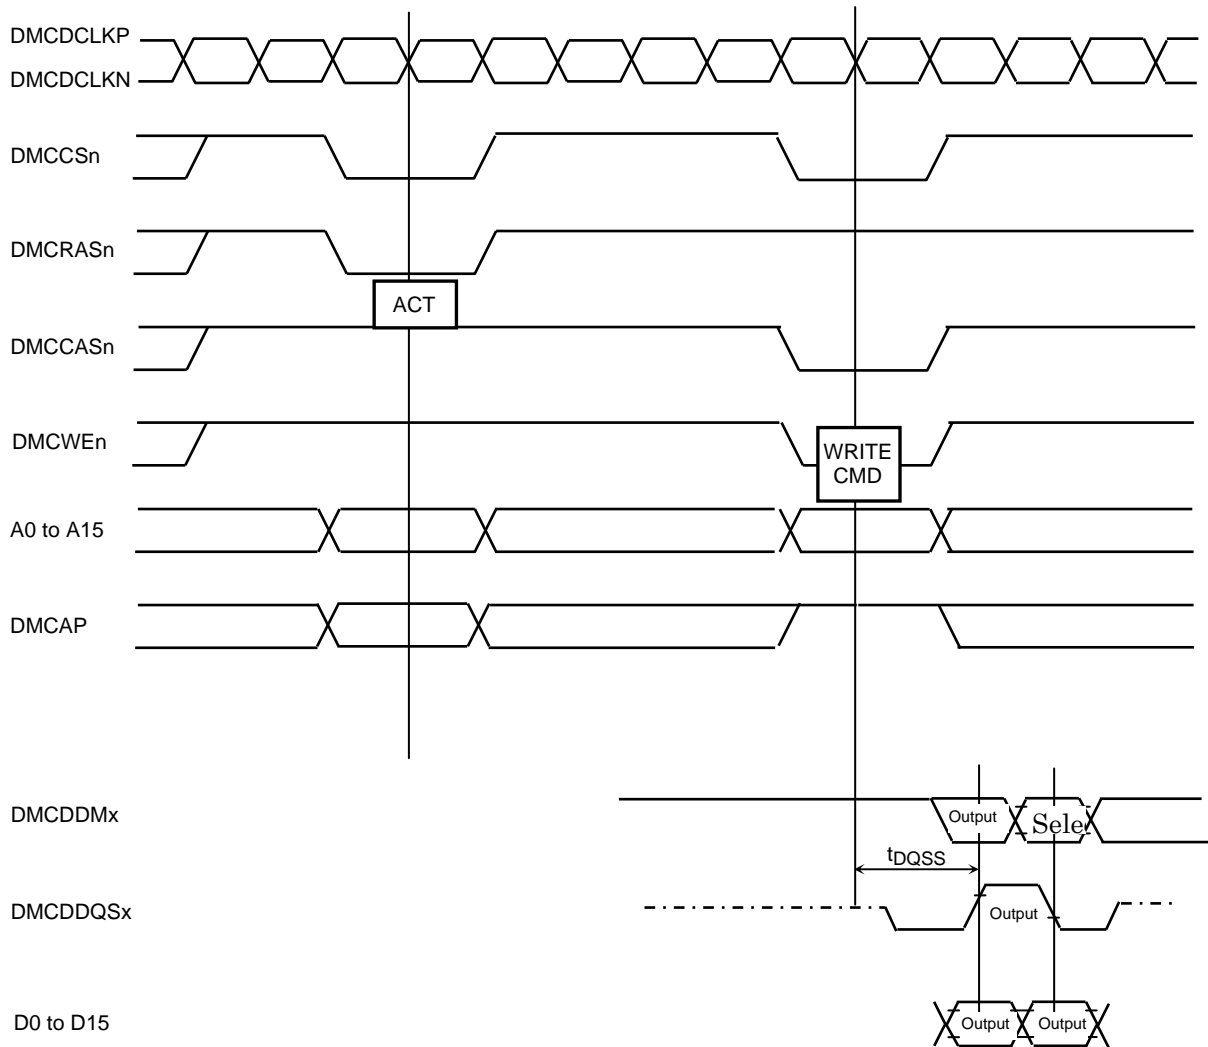 DMCDCLKP
DMCDCLKN
DMCCSn
DMCRASn
ACT
DMCCASn
DMCWEn
WRITE
CMD
A0 to A15
DMCAP
DMCDDMx
Output
Sele
tDQSS
DMCDDQSx
Output
D0 to D15
Output
Output